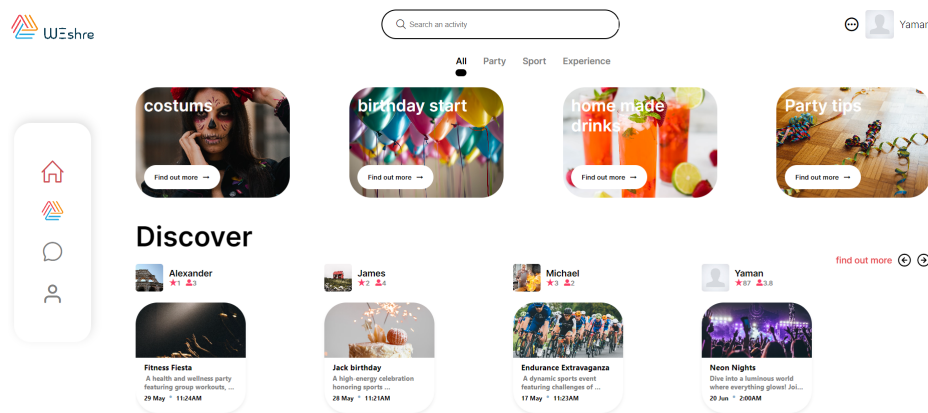 WΞshre
Search an activity
Yaman
All
Party
Sport
Experience
costums
Find out more →
birthday start
Find out more →
home made
drinks
Find out more →
Party tips
Find out more →
Discover
find out more
Alexander
1 3
James
2 4
Michael
3 2
Yaman
87 3.8
Fitness Fiesta
A health and wellness party
featuring group workouts, ...
29 May • 11:24AM
Jack birthday
A high-energy celebration
honoring sports ...
28 May • 11:21AM
Endurance Extravaganza
A dynamic sports event
featuring challenges of ...
17 May • 11:23AM
Neon Nights
Dive into a luminous world
where everything glows! Joi...
20 Jun • 2:00AM